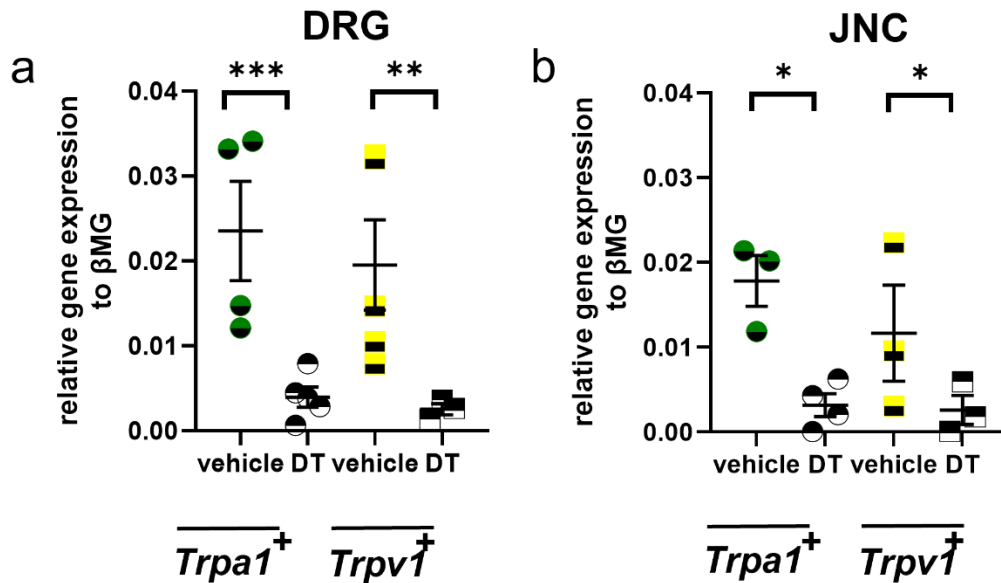 DRG
a
***
**
relative gene expression
to βMG
0.04
0.03
0.02
0.01
0.00
vehicle DT vehicle DT
Trpa1+
Trpv1+
JNC
b
*
*
relative gene expression
to βMG
0.04
0.03
0.02
0.01
0.00
vehicle DT vehicle DT
Trpa1+
Trpv1+